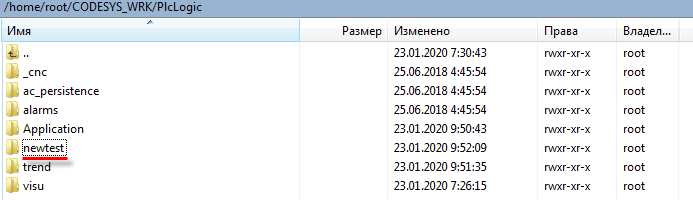 /home/root/CODESYS_WRK/PlcLogic
Имя Размер Изменено Права Владел...
.. 23.01.2020 7:30:43 rwxr-xr-x root
_cnc 25.06.2018 4:45:54 rwxr-xr-x root
ac_persistence 25.06.2018 4:45:54 rwxr-xr-x root
alarms 25.06.2018 4:45:54 rwxr-xr-x root
Application 23.01.2020 9:50:43 rwxr-xr-x root
newtest 23.01.2020 9:52:09 rwxr-xr-x root
trend 23.01.2020 9:51:35 rwxr-xr-x root
visu 23.01.2020 7:26:15 rwxr-xr-x root